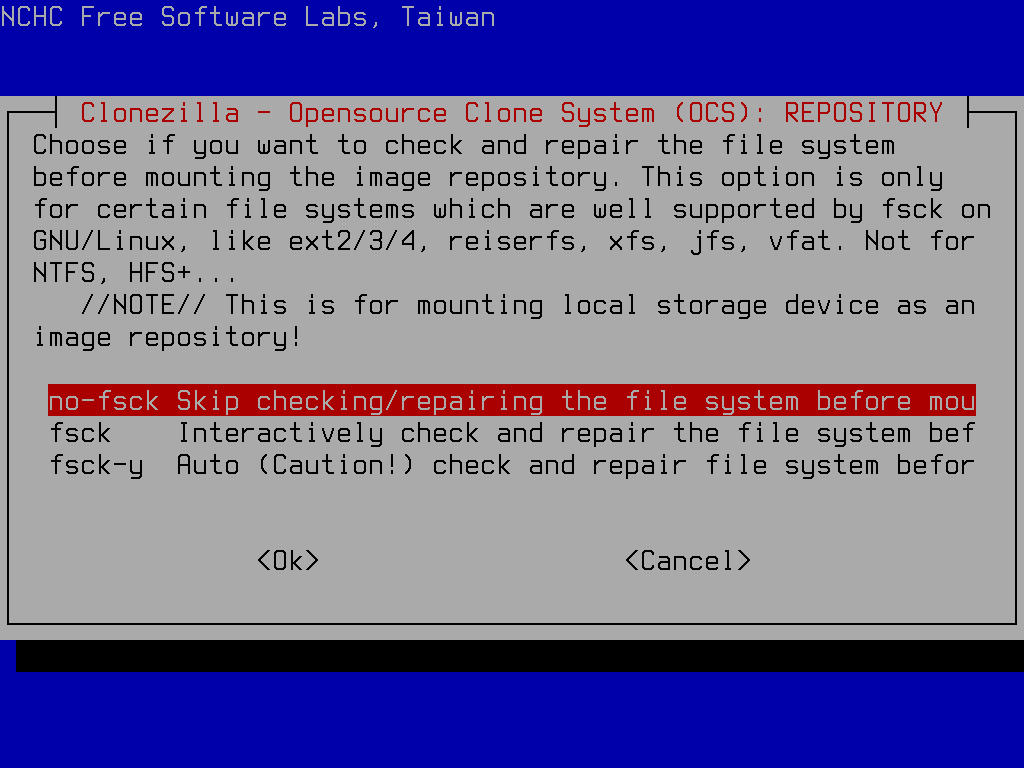 NCHC Free Software Labs, Taiwan
Clonezilla - Opensource Clone System (OCS): REPOSITORY
Choose if you want to check and repair the file system
before mounting the image repository. This option is only
for certain file systems which are well supported by fsck on
GNU/Linux, like ext2/3/4, reiserfs, xfs, jfs, vfat. Not for
NTFS, HFS+...
//NOTE// This is for mounting local storage device as an
image repository!
no-fsck Skip checking/repairing the file system before mou
fsck Interactively check and repair the file system bef
fsck-y Auto (Caution!) check and repair file system befor
<Ok> <Cancel>